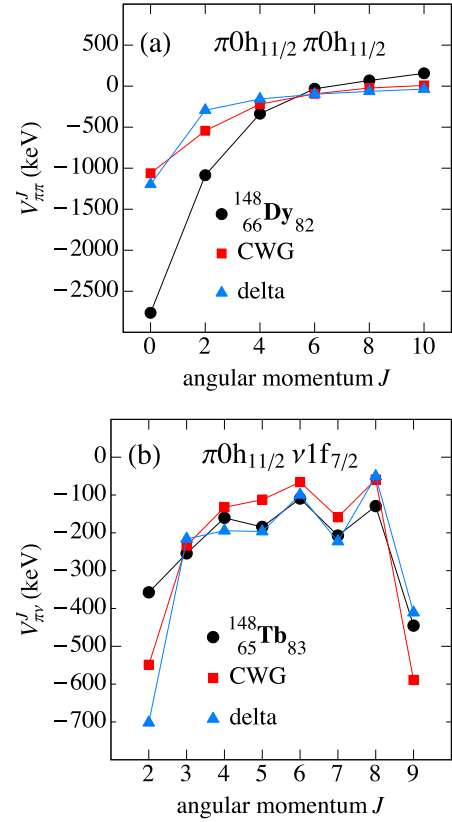 (a) π0h11/2 π0h11/2
500
0
−500
−1000
−1500
−2000
−2500
V^J_ππ (keV)
148 66Dy82
CWG
delta
0 2 4 6 8 10
angular momentum J
(b) π0h11/2 ν1f7/2
0
−100
−200
−300
−400
−500
−600
−700
V^J_πν (keV)
148 65Tb83
CWG
delta
2 3 4 5 6 7 8 9
angular momentum J